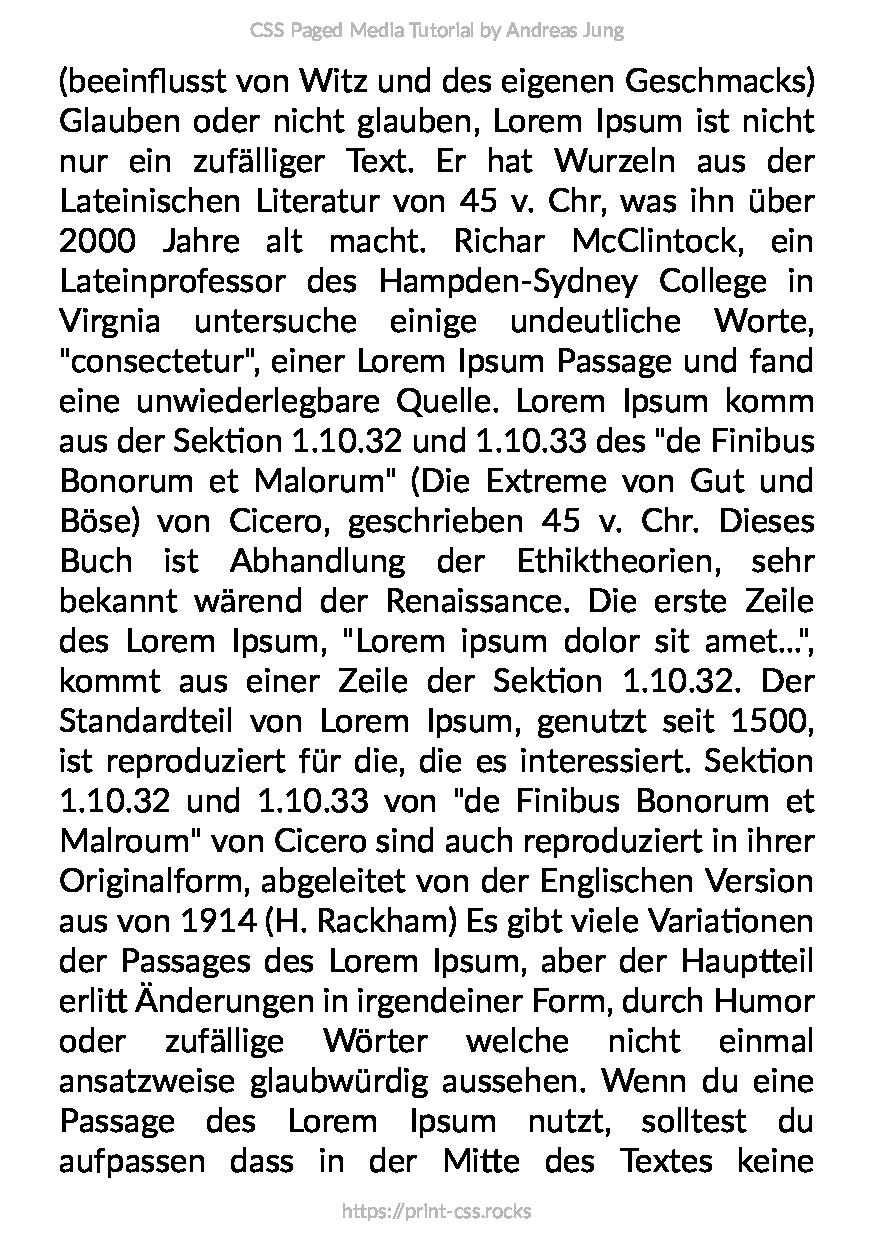 CSS Paged Media Tutorial by Andreas Jung
(beeinflusst von Witz und des eigenen Geschmacks)
Glauben oder nicht glauben, Lorem Ipsum ist nicht
nur ein zufälliger Text. Er hat Wurzeln aus der
Lateinischen Literatur von 45 v. Chr, was ihn über
2000 Jahre alt macht. Richar McClintock, ein
Lateinprofessor des Hampden-Sydney College in
Virgnia untersuche einige undeutliche Worte,
"consectetur", einer Lorem Ipsum Passage und fand
eine unwiederlegbare Quelle. Lorem Ipsum komm
aus der Sektion 1.10.32 und 1.10.33 des "de Finibus
Bonorum et Malorum" (Die Extreme von Gut und
Böse) von Cicero, geschrieben 45 v. Chr. Dieses
Buch ist Abhandlung der Ethiktheorien, sehr
bekannt wärend der Renaissance. Die erste Zeile
des Lorem Ipsum, "Lorem ipsum dolor sit amet...",
kommt aus einer Zeile der Sektion 1.10.32. Der
Standardteil von Lorem Ipsum, genutzt seit 1500,
ist reproduziert für die, die es interessiert. Sektion
1.10.32 und 1.10.33 von "de Finibus Bonorum et
Malroum" von Cicero sind auch reproduziert in ihrer
Originalform, abgeleitet von der Englischen Version
aus von 1914 (H. Rackham) Es gibt viele Variationen
der Passages des Lorem Ipsum, aber der Hauptteil
erlitt Änderungen in irgendeiner Form, durch Humor
oder zufällige Wörter welche nicht einmal
ansatzweise glaubwürdig aussehen. Wenn du eine
Passage des Lorem Ipsum nutzt, solltest du
aufpassen dass in der Mitte des Textes keine
https://print-css.rocks